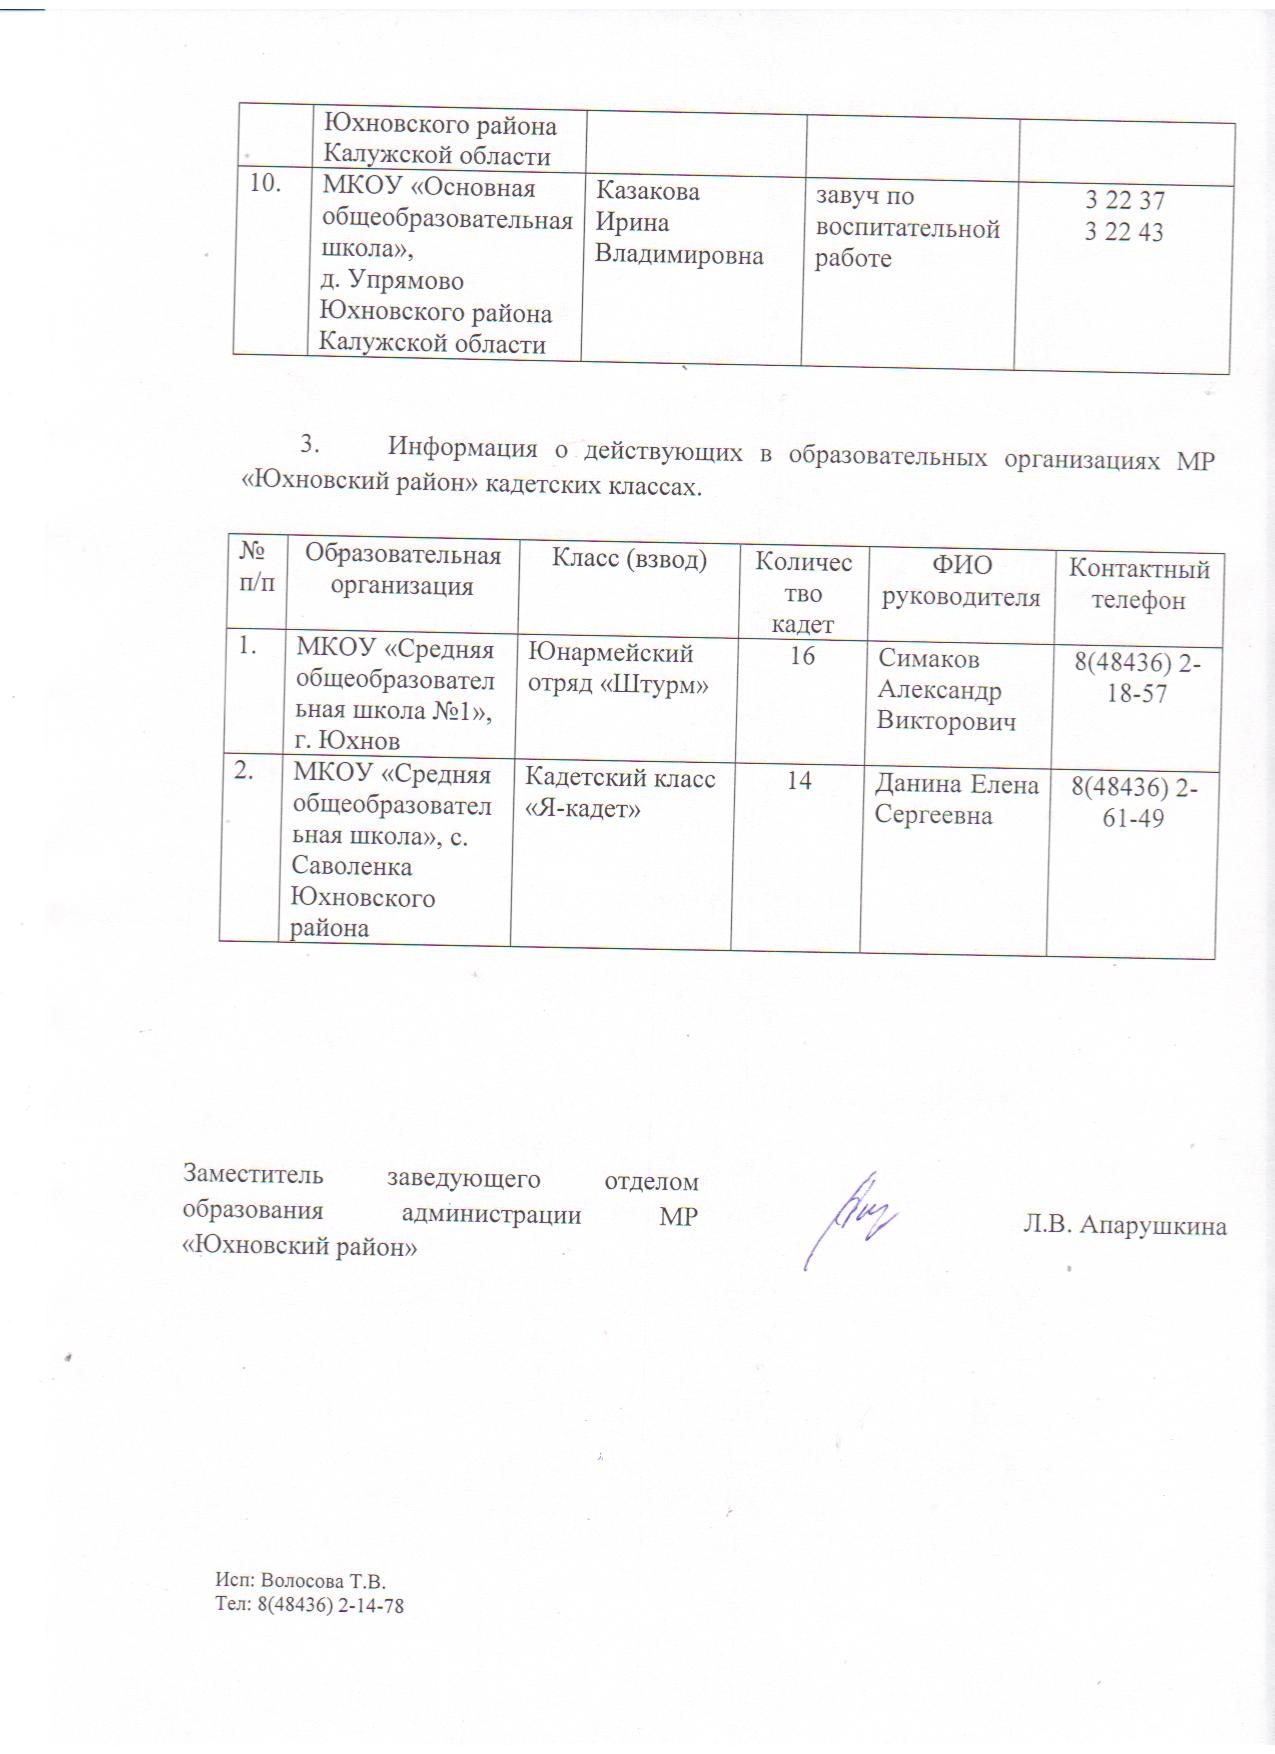 Юхновского района
Калужской области
10.
МКОУ «Основная
общеобразовательная
школа»,
д. Упрямово
Юхновского района
Калужской области
Казакова
Ирина
Владимировна
завуч по
воспитательной
работе
3 22 37
3 22 43
3. Информация о действующих в образовательных организациях МР
«Юхновский район» кадетских классах.
№
п/п
Образовательная
организация
Класс (взвод)
Количес
тво
кадет
ФИО
руководителя
Контактный
телефон
1.
МКОУ «Средняя
общеобразовател
ьная школа №1»,
г. Юхнов
Юнармейский
отряд «Штурм»
16
Симаков
Александр
Викторович
8(48436) 2-
18-57
2.
МКОУ «Средняя
общеобразовател
ьная школа», с.
Саволенка
Юхновского
района
Кадетский класс
«Я-кадет»
14
Данина Елена
Сергеевна
8(48436) 2-
61-49
Заместитель заведующего отделом
образования администрации МР
«Юхновский район»
Л.В. Апарушкина
Исп: Волосова Т.В.
Тел: 8(48436) 2-14-78